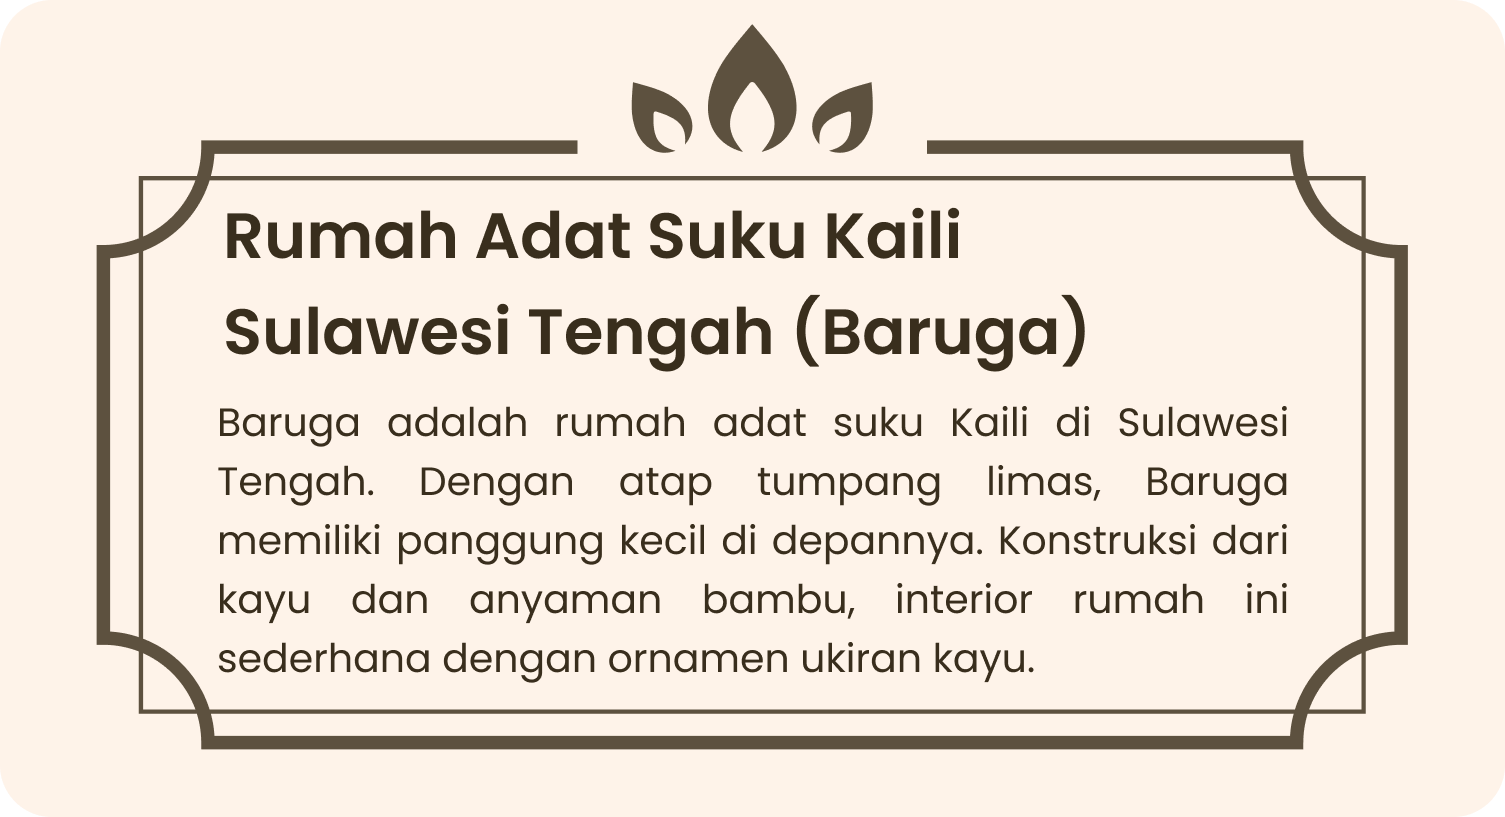 Rumah Adat Suku Kaili
Sulawesi Tengah (Baruga)
Baruga adalah rumah adat suku Kaili di Sulawesi
Tengah. Dengan atap tumpang limas, Baruga
memiliki panggung kecil di depannya. Konstruksi dari
kayu dan anyaman bambu, interior rumah ini
sederhana dengan ornamen ukiran kayu.